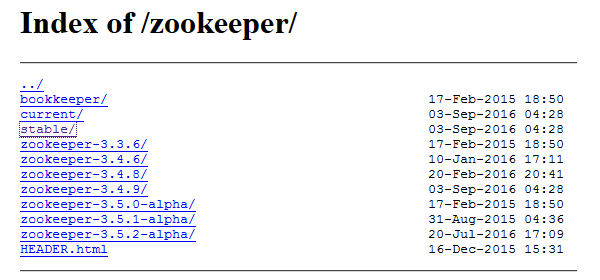 Index of /zookeeper/
../
bookkeeper/ 17-Feb-2015 18:50
current/ 03-Sep-2016 04:28
stable/ 03-Sep-2016 04:28
zookeeper-3.3.6/ 17-Feb-2015 18:50
zookeeper-3.4.6/ 10-Jan-2016 17:11
zookeeper-3.4.8/ 20-Feb-2016 20:41
zookeeper-3.4.9/ 03-Sep-2016 04:28
zookeeper-3.5.0-alpha/ 17-Feb-2015 18:50
zookeeper-3.5.1-alpha/ 31-Aug-2015 04:36
zookeeper-3.5.2-alpha/ 20-Jul-2016 17:09
HEADER.html 16-Dec-2015 15:31